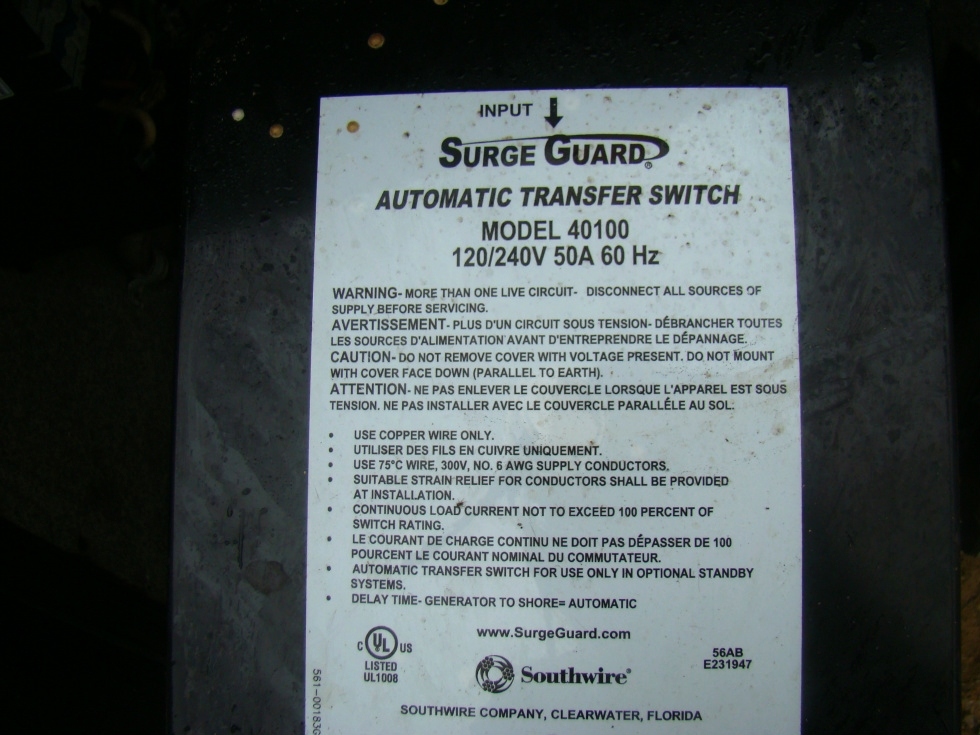 INPUT
SURGE GUARD®
AUTOMATIC TRANSFER SWITCH
MODEL 40100
120/240V 50A 60 Hz
WARNING- MORE THAN ONE LIVE CIRCUIT- DISCONNECT ALL SOURCES OF
SUPPLY BEFORE SERVICING.
AVERTISSEMENT- PLUS D'UN CIRCUIT SOUS TENSION- DÉBRANCHER TOUTES
LES SOURCES D'ALIMENTATION AVANT D'ENTREPRENDRE LE DÉPANNAGE.
CAUTION- DO NOT REMOVE COVER WITH VOLTAGE PRESENT. DO NOT MOUNT
WITH COVER FACE DOWN (PARALLEL TO EARTH).
ATTENTION- NE PAS ENLEVER LE COUVERCLE LORSQUE L'APPAREL EST SOUS
TENSION. NE PAS INSTALLER AVEC LE COUVERCLE PARALLÉLE AU SOL.
• USE COPPER WIRE ONLY.
• UTILISER DES FILS EN CUIVRE UNIQUEMENT.
• USE 75°C WIRE, 300V, NO. 6 AWG SUPPLY CONDUCTORS.
• SUITABLE STRAIN RELIEF FOR CONDUCTORS SHALL BE PROVIDED
AT INSTALLATION.
• CONTINUOUS LOAD CURRENT NOT TO EXCEED 100 PERCENT OF
SWITCH RATING.
• LE COURANT DE CHARGE CONTINU NE DOIT PAS DÉPASSER DE 100
POURCENT LE COURANT NOMINAL DU COMMUTATEUR.
• AUTOMATIC TRANSFER SWITCH FOR USE ONLY IN OPTIONAL STANDBY
SYSTEMS.
• DELAY TIME- GENERATOR TO SHORE= AUTOMATIC
C UL US
LISTED
UL1008
www.SurgeGuard.com
Southwire®
56AB
E231947
SOUTHWIRE COMPANY, CLEARWATER, FLORIDA